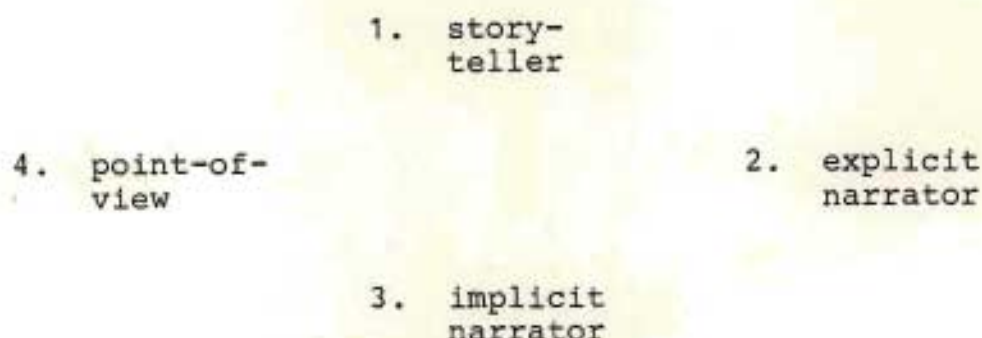 1. story-
teller
4. point-of-
view
2. explicit
narrator
3. implicit
narrator